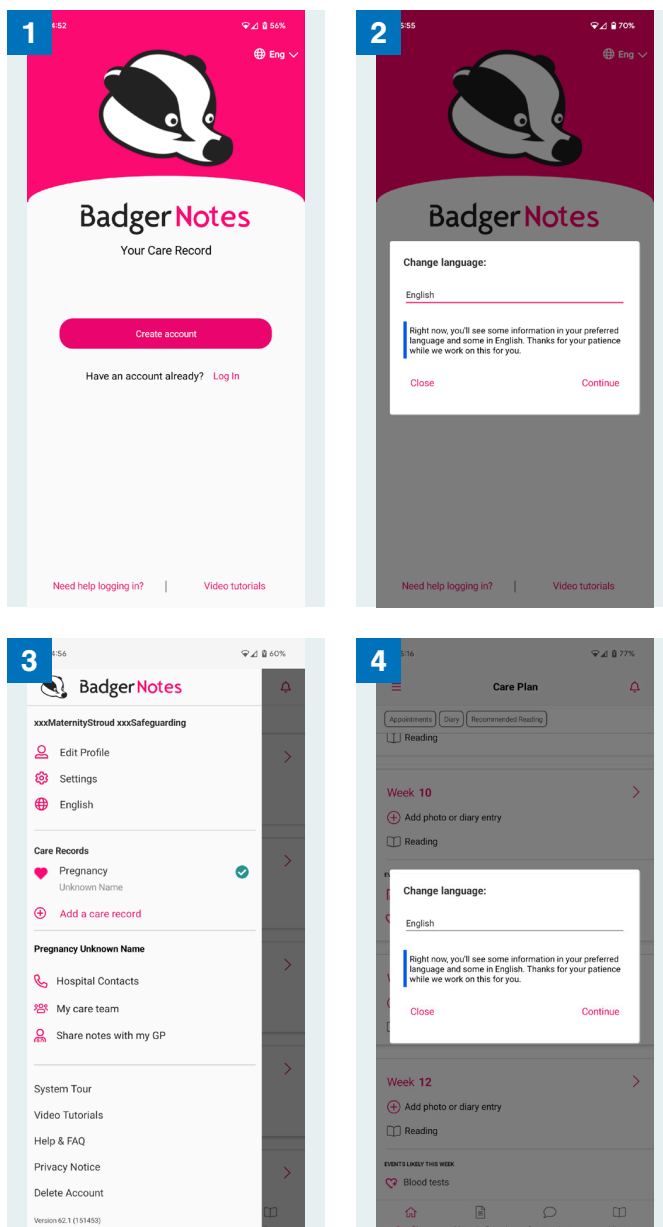 1
4:52
56%
Eng
Badger Notes
Your Care Record
Create account
Have an account already? Log In
Need help logging in? | Video tutorials
2
5:55
70%
Eng
Badger Notes
Change language:
English
Right now, you'll see some information in your preferred
language and some in English. Thanks for your patience
while we work on this for you.
Close Continue
Need help logging in? | Video tutorials
3
4:56
60%
Badger Notes
xxxMaternityStroud xxxSafeguarding
Edit Profile
Settings
English
Care Records
Pregnancy
Unknown Name
Add a care record
Pregnancy Unknown Name
Hospital Contacts
My care team
Share notes with my GP
System Tour
Video Tutorials
Help & FAQ
Privacy Notice
Delete Account
Version 62.1 (151453)
4
5:16
77%
Care Plan
Appointments Diary Recommended Reading
Reading
Week 10
Add photo or diary entry
Reading
Change language:
English
Right now, you'll see some information in your preferred
language and some in English. Thanks for your patience
while we work on this for you.
Close Continue
Week 12
Add photo or diary entry
Reading
EVENTS LIKELY THIS WEEK
Blood tests